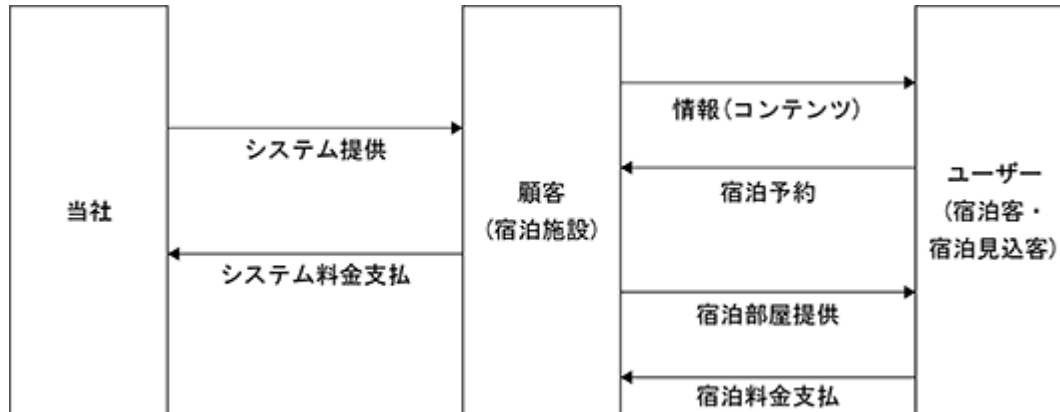 当社
システム提供
システム料金支払
顧客
(宿泊施設)
情報(コンテンツ)
宿泊予約
宿泊部屋提供
宿泊料金支払
ユーザー
(宿泊客・
宿泊見込客)